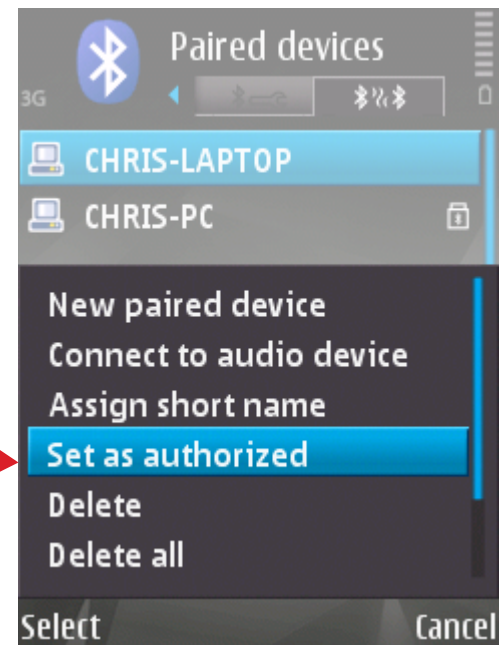 Paired devices
3G
CHRIS-LAPTOP
CHRIS-PC
New paired device
Connect to audio device
Assign short name
Set as authorized
Delete
Delete all
Select Cancel